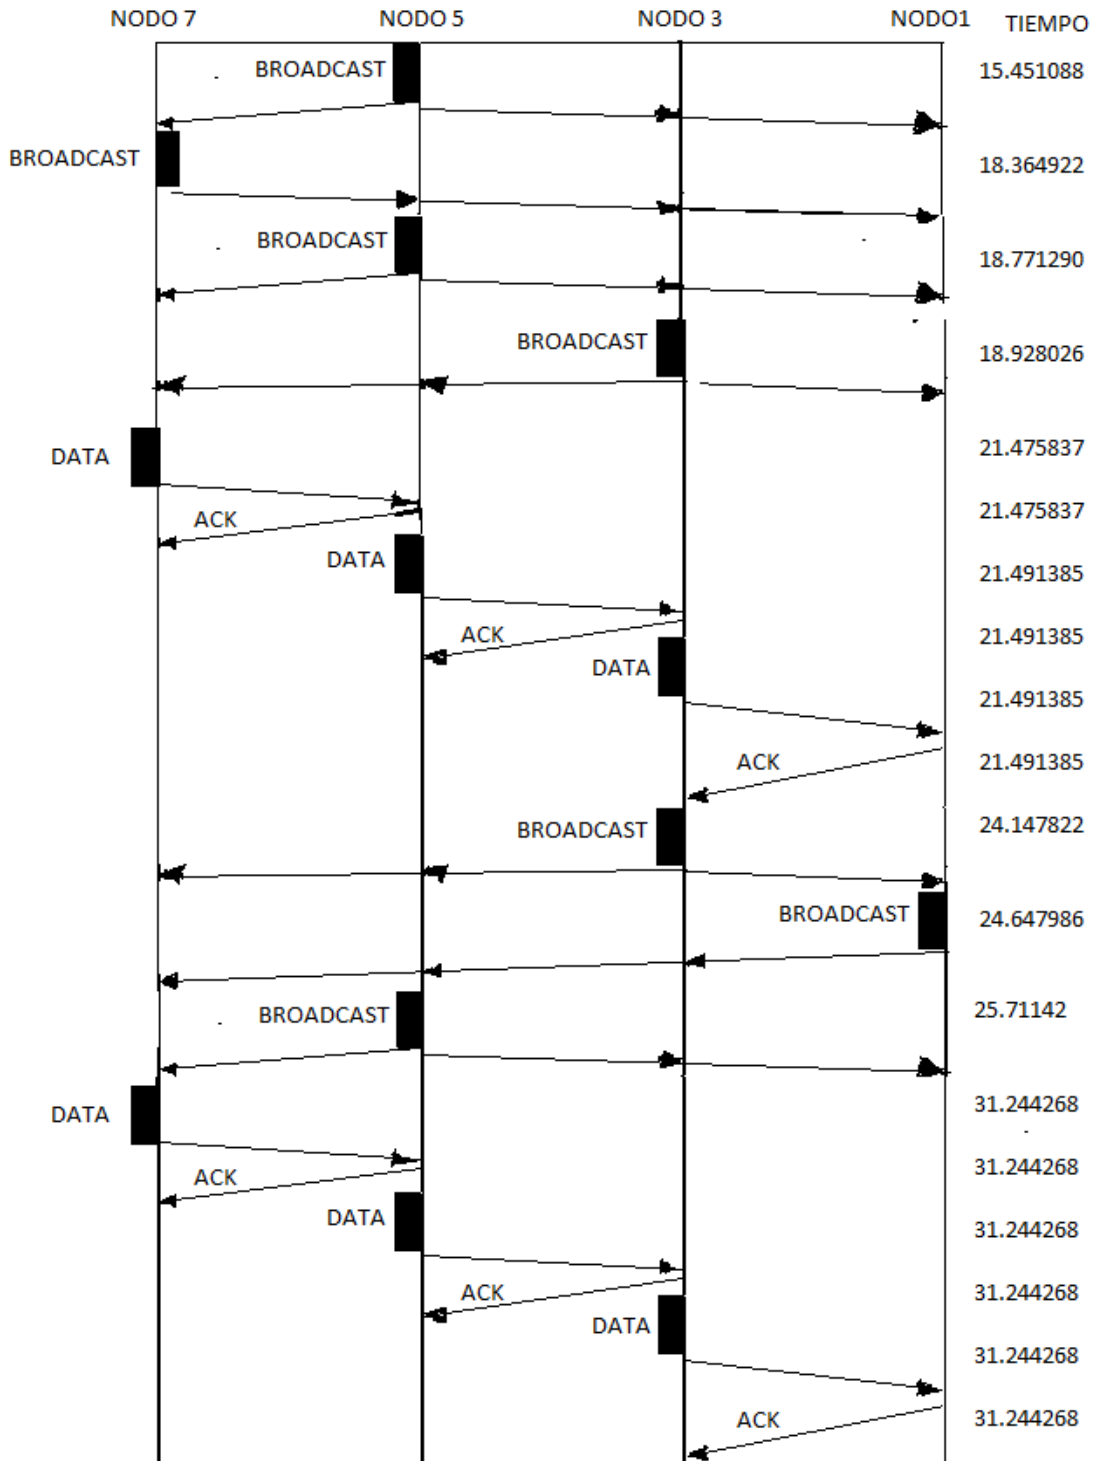 NODO 7 NODO 5 NODO 3 NODO1 TIEMPO
BROADCAST 15.451088
BROADCAST 18.364922
BROADCAST 18.771290
BROADCAST 18.928026
DATA 21.475837
ACK 21.475837
DATA 21.491385
ACK 21.491385
DATA 21.491385
ACK 21.491385
BROADCAST 24.147822
BROADCAST 24.647986
BROADCAST 25.71142
DATA 31.244268
ACK 31.244268
DATA 31.244268
ACK 31.244268
DATA 31.244268
ACK 31.244268